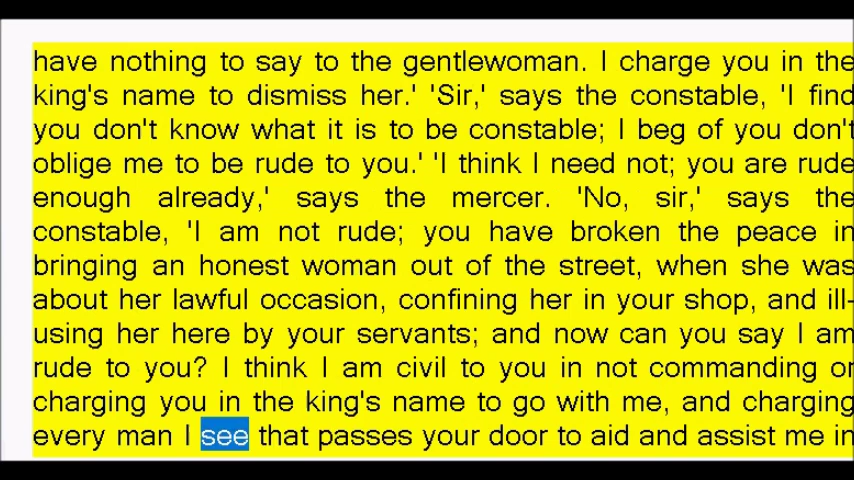 have nothing to say to the gentlewoman. I charge you in the
king's name to dismiss her.' 'Sir,' says the constable, 'I find
you don't know what it is to be constable; I beg of you don't
oblige me to be rude to you.' 'I think I need not; you are rude
enough already,' says the mercer. 'No, sir,' says the
constable, 'I am not rude; you have broken the peace in
bringing an honest woman out of the street, when she was
about her lawful occasion, confining her in your shop, and ill-
using her here by your servants; and now can you say I am
rude to you? I think I am civil to you in not commanding or
charging you in the king's name to go with me, and charging
every man I see that passes your door to aid and assist me in